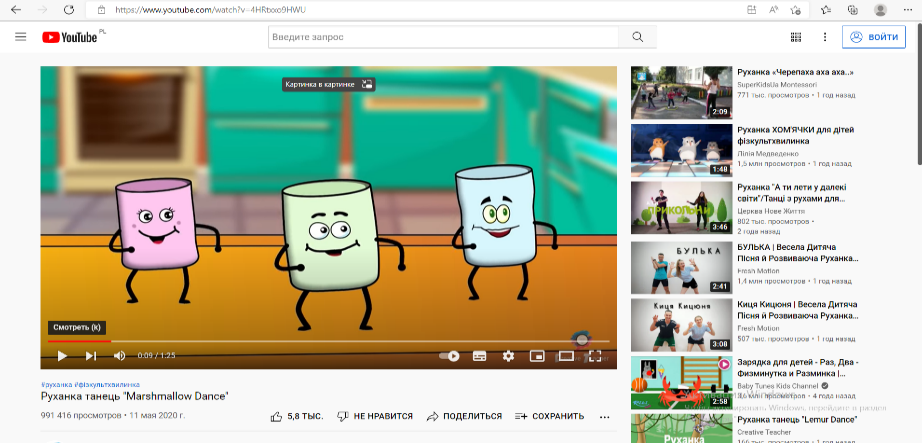 https://www.youtube.com/watch?v=4HRtxxo9HWU
YouTube PL
Введите запрос
ВОЙТИ
Картинка в картинке
Смотреть (k)
0:09 / 1:25
#руханка #фізкультхвилинка
Руханка танець "Marshmallow Dance"
991 416 просмотров • 11 мая 2020 г.
5,8 ТЫС.
НЕ НРАВИТСЯ
ПОДЕЛИТЬСЯ
СОХРАНИТЬ
2:09
Руханка «Черепаха аха аха..»
SuperKidsUa Montessori
771 тыс. просмотров • 1 год назад
1:48
Руханка ХОМ'ЯЧКИ для дітей
фізкультхвилинка
Лілія Медведенко
1,5 млн просмотров • 1 год назад
ПРИКОЛЬНИЙ
3:46
Руханка "А ти лети у далекі
світи"/Танці з рухами для...
Церква Нове Життя
802 тыс. просмотров •
2 года назад
БУЛЬКА
2:41
БУЛЬКА | Весела Дитяча
Пісня й Розвиваюча Руханка...
Fresh Motion
1,4 млн просмотров • 1 год назад
Киця Кицюня
3:08
Киця Кицюня | Весела Дитяча
Пісня й Розвиваюча Руханка...
Fresh Motion
507 тыс. просмотров • 1 год назад
2:58
Зарядка для детей - Раз, Два -
Физминутка и Разминка |...
Baby Tunes Kids Channel
просмотров • 4 года назад
Windows, перейдите в раздел
Руханка
Руханка танець "Lemur Dance"
Creative Teacher
166 тыс. просмотров • 1 год назад